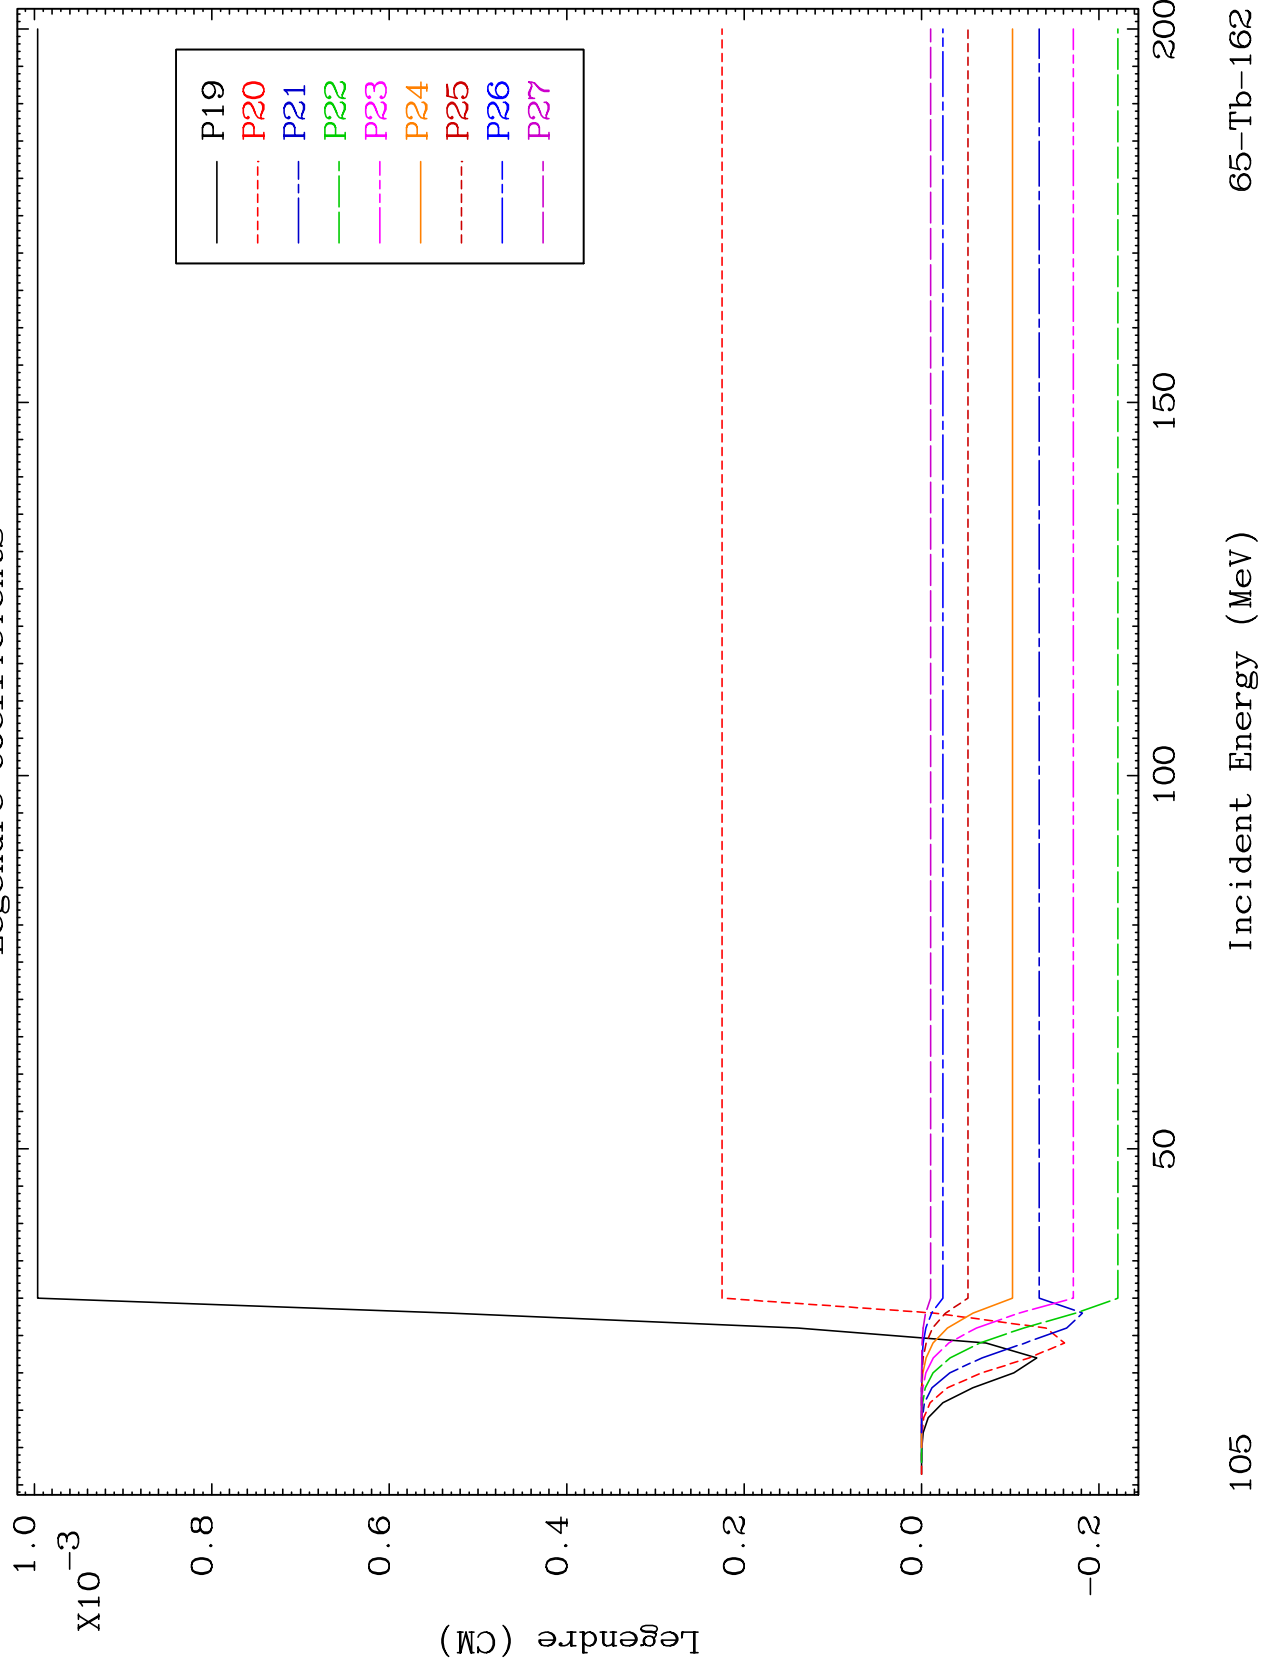 Legendre Coefficients
P19
P20
P21
P22
P23
P24
P25
P26
P27
1.0
X10-3
0.8
0.6
0.4
0.2
0.0
-0.2
Legendre (CM)
50
100
150
200
Incident Energy (MeV)
105
65-Tb-162